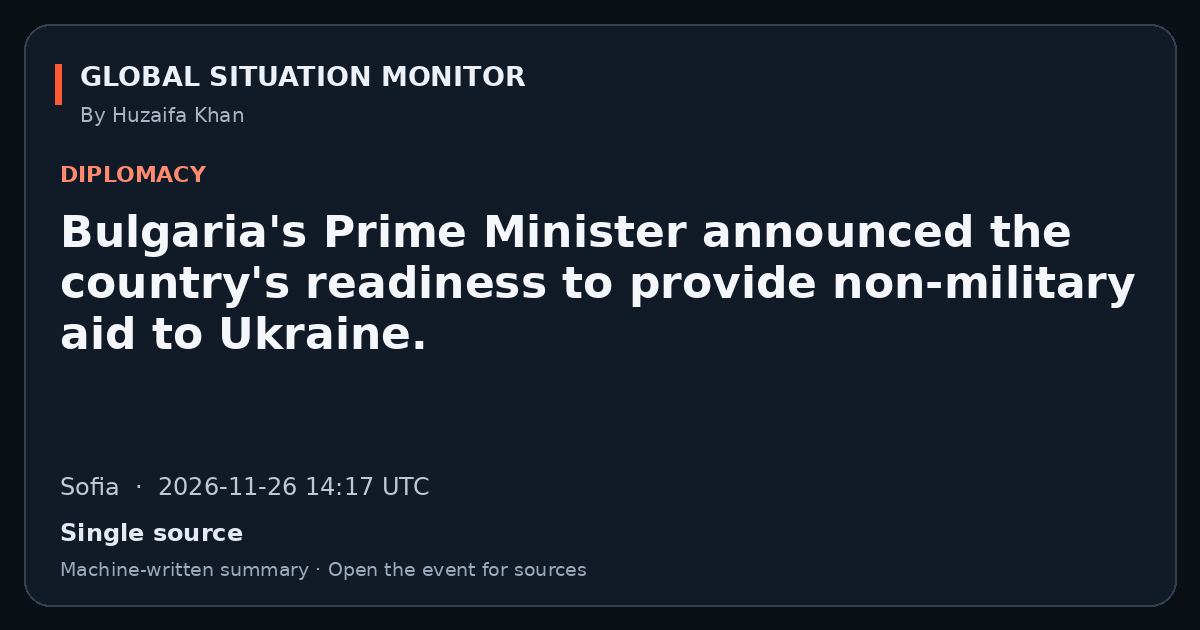 GLOBAL SITUATION MONITOR
By Huzaifa Khan
DIPLOMACY
Bulgaria's Prime Minister announced the
country's readiness to provide non-military
aid to Ukraine.
Sofia · 2026-11-26 14:17 UTC
Single source
Machine-written summary · Open the event for sources